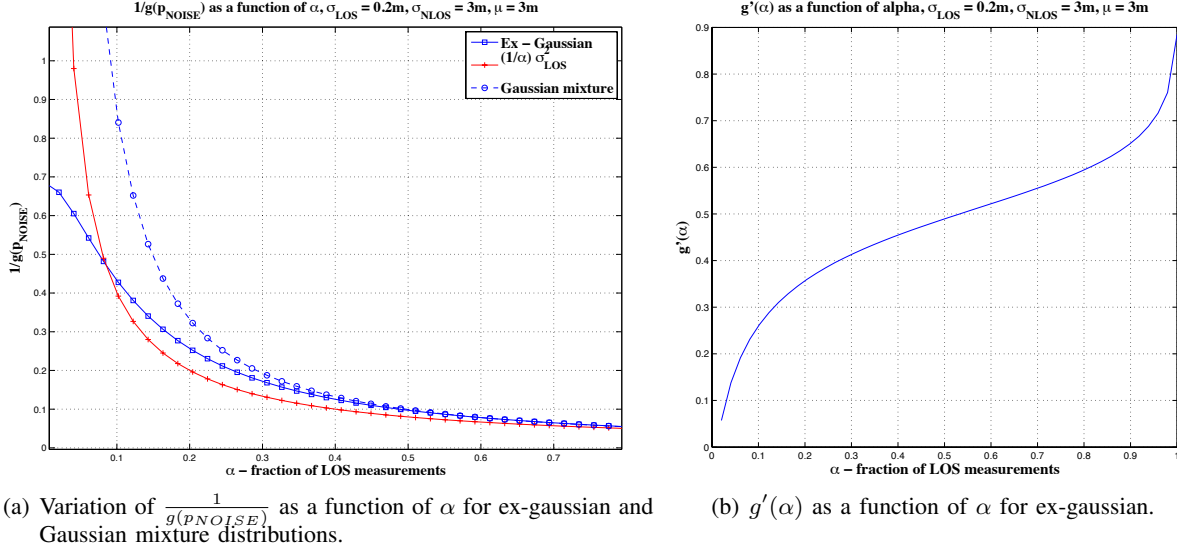 1/g(p_NOISE) as a function of α, σ_LOS = 0.2m, σ_NLOS = 3m, μ = 3m
Ex − Gaussian
(1/α) σ²_LOS
Gaussian mixture
1/g(p_NOISE)
1
0.9
0.8
0.7
0.6
0.5
0.4
0.3
0.2
0.1
0
0.1 0.2 0.3 0.4 0.5 0.6 0.7
α − fraction of LOS measurements
(a) Variation of 1/g(p_NOISE) as a function of α for ex-gaussian and
Gaussian mixture distributions.
g'(α) as a function of alpha, σ_LOS = 0.2m, σ_NLOS = 3m, μ = 3m
g'(α)
0.9
0.8
0.7
0.6
0.5
0.4
0.3
0.2
0.1
0
0 0.1 0.2 0.3 0.4 0.5 0.6 0.7 0.8 0.9 1
α − fraction of LOS measurements
(b) g′(α) as a function of α for ex-gaussian.